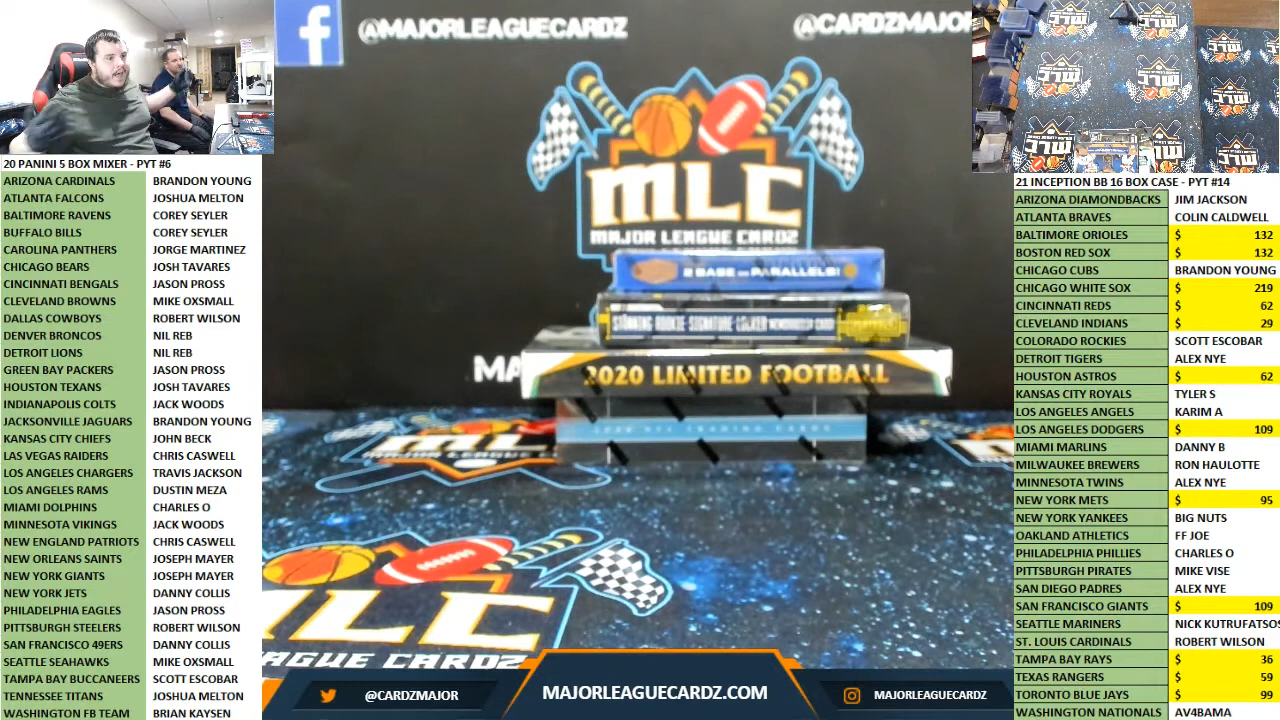 @MAJORLEAGUECARDZ
@CARDZMAJOR
MLC
MAJOR LEAGUE CARDZ
2 BASE PARALLELS!
ROOKIE SIGNATURE
2020 LIMITED FOOTBALL
MA
MLC
TRADING CARDS
MLC
AGUE CARDZ
@CARDZMAJOR
MAJORLEAGUECARDZ.COM
MAJORLEAGUECARDZ
20 PANINI 5 BOX MIXER - PYT #6
ARIZONA CARDINALS BRANDON YOUNG
ATLANTA FALCONS JOSHUA MELTON
BALTIMORE RAVENS COREY SEYLER
BUFFALO BILLS COREY SEYLER
CAROLINA PANTHERS JORGE MARTINEZ
CHICAGO BEARS JOSH TAVARES
CINCINNATI BENGALS JASON PROSS
CLEVELAND BROWNS MIKE OXSMALL
DALLAS COWBOYS ROBERT WILSON
DENVER BRONCOS NIL REB
DETROIT LIONS NIL REB
GREEN BAY PACKERS JASON PROSS
HOUSTON TEXANS JOSH TAVARES
INDIANAPOLIS COLTS JACK WOODS
JACKSONVILLE JAGUARS BRANDON YOUNG
KANSAS CITY CHIEFS JOHN BECK
LAS VEGAS RAIDERS CHRIS CASWELL
LOS ANGELES CHARGERS TRAVIS JACKSON
LOS ANGELES RAMS DUSTIN MEZA
MIAMI DOLPHINS CHARLES O
MINNESOTA VIKINGS JACK WOODS
NEW ENGLAND PATRIOTS CHRIS CASWELL
NEW ORLEANS SAINTS JOSEPH MAYER
NEW YORK GIANTS JOSEPH MAYER
NEW YORK JETS DANNY COLLIS
PHILADELPHIA EAGLES JASON PROSS
PITTSBURGH STEELERS ROBERT WILSON
SAN FRANCISCO 49ERS DANNY COLLIS
SEATTLE SEAHAWKS MIKE OXSMALL
TAMPA BAY BUCCANEERS SCOTT ESCOBAR
TENNESSEE TITANS JOSHUA MELTON
WASHINGTON FB TEAM BRIAN KAYSEN
21 INCEPTION BB 16 BOX CASE - PYT #14
ARIZONA DIAMONDBACKS JIM JACKSON
ATLANTA BRAVES COLIN CALDWELL
BALTIMORE ORIOLES $ 132
BOSTON RED SOX $ 132
CHICAGO CUBS BRANDON YOUNG
CHICAGO WHITE SOX $ 219
CINCINNATI REDS $ 62
CLEVELAND INDIANS $ 29
COLORADO ROCKIES SCOTT ESCOBAR
DETROIT TIGERS ALEX NYE
HOUSTON ASTROS $ 62
KANSAS CITY ROYALS TYLER S
LOS ANGELES ANGELS KARIM A
LOS ANGELES DODGERS $ 109
MIAMI MARLINS DANNY B
MILWAUKEE BREWERS RON HAULOTTE
MINNESOTA TWINS ALEX NYE
NEW YORK METS $ 95
NEW YORK YANKEES BIG NUTS
OAKLAND ATHLETICS FF JOE
PHILADELPHIA PHILLIES CHARLES O
PITTSBURGH PIRATES MIKE VISE
SAN DIEGO PADRES ALEX NYE
SAN FRANCISCO GIANTS $ 109
SEATTLE MARINERS NICK KUTRUFATSOS
ST. LOUIS CARDINALS ROBERT WILSON
TAMPA BAY RAYS $ 36
TEXAS RANGERS $ 59
TORONTO BLUE JAYS $ 99
WASHINGTON NATIONALS AV4BAMA